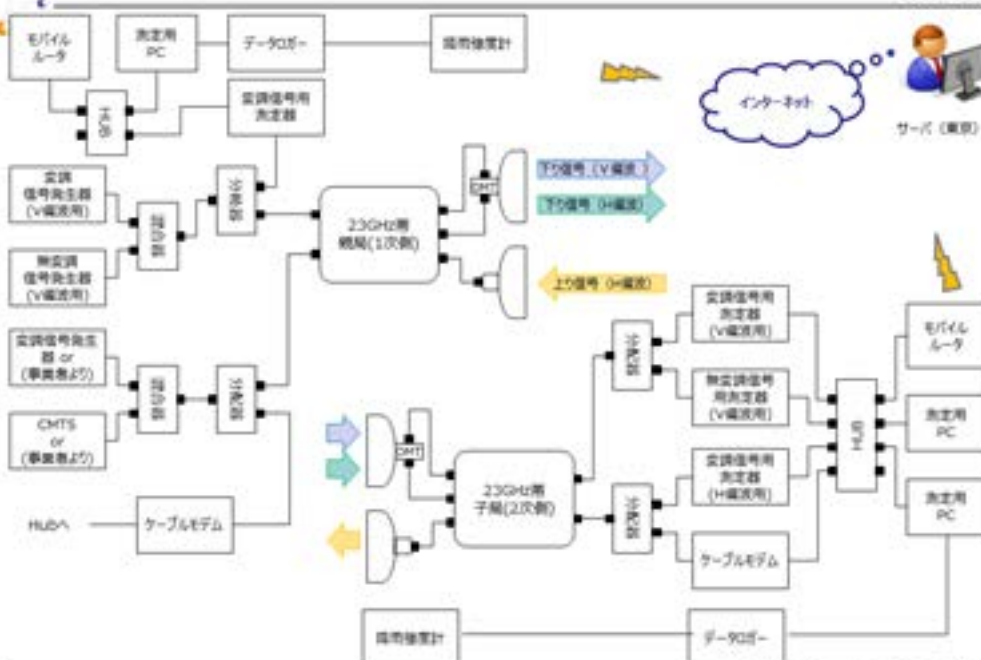 モバイル
ルータ
測定用
PC
データロガー
降雨強度計
HUB
変調信号用
測定器
インターネット
サーバ（東京）
変調
信号発生器
(V偏波用)
無変調
信号発生器
(V偏波用)
混合器
分配器
23GHz帯
親局(1次側)
OMT
下り信号（V偏波）
下り信号（H偏波）
上り信号（H偏波）
変調信号発生
器 or
(事業者より)
CMTS
or
(事業者より)
混合器
分配器
Hubへ
ケーブルモデム
OMT
23GHz帯
子局(2次側)
分配器
分配器
変調信号用
測定器
(V偏波用)
無変調信号
用測定器
(V偏波用)
変調信号用
測定器
(H偏波用)
ケーブルモデム
HUB
モバイル
ルータ
測定用
PC
測定用
PC
降雨強度計
データロガー